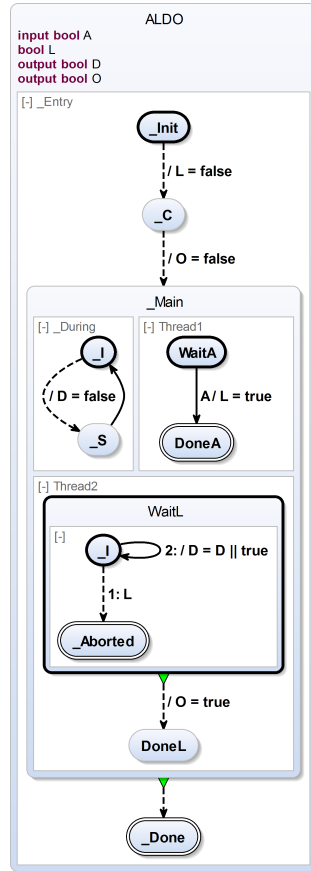 ALDO
input bool A
bool L
output bool D
output bool O
[-] _Entry
_Init
/ L = false
_C
/ O = false
_Main
[-] _During
[-] Thread1
_I
WaitA
/ D = false
A / L = true
_S
DoneA
[-] Thread2
WaitL
[-]
_I
2: / D = D || true
1: L
_Aborted
/ O = true
DoneL
_Done